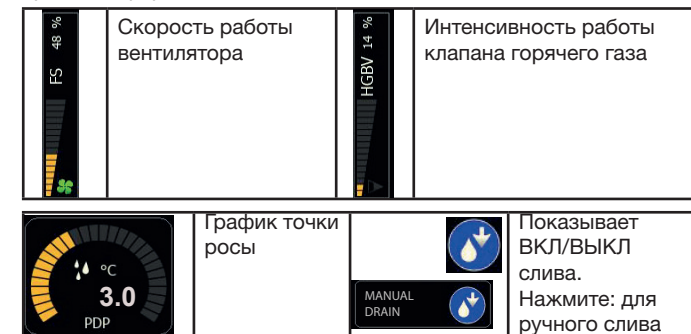 FS 48 %
Скорость работы
вентилятора
HGBV 14 %
Интенсивность работы
клапана горячего газа
°C
3.0
PDP
График точки
росы
MANUAL
DRAIN
Показывает
ВКЛ/ВЫКЛ
слива.
Нажмите: для
ручного слива